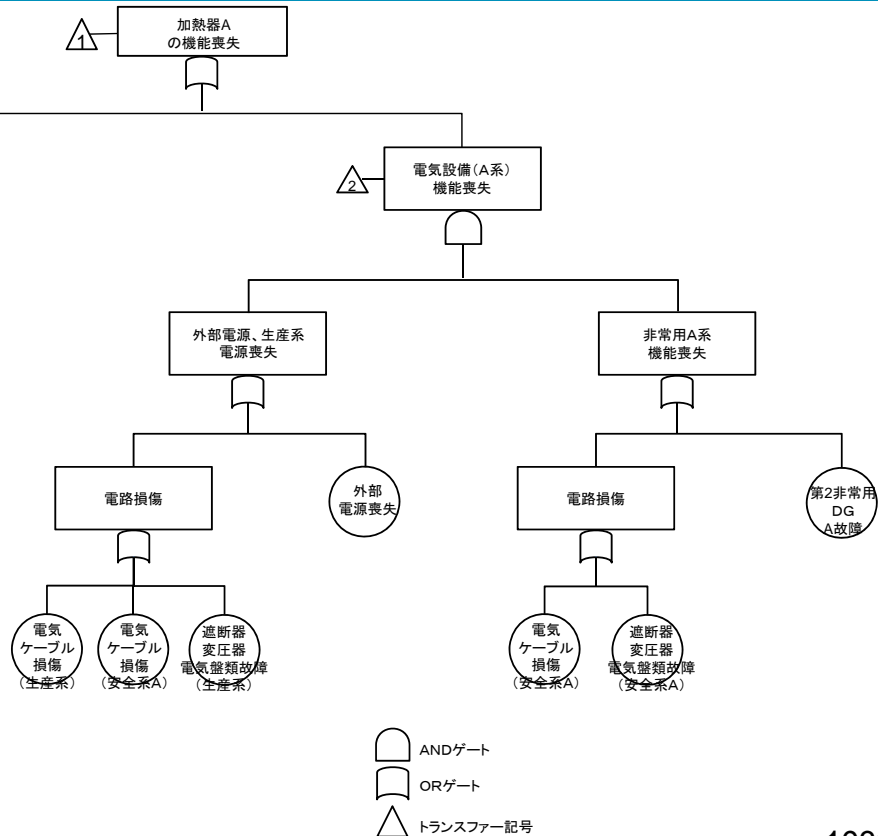 加熱器A
の機能喪失
1
電気設備(A系)
機能喪失
2
外部電源、生産系
電源喪失
非常用A系
機能喪失
電路損傷
外部
電源喪失
電路損傷
第2非常用
DG
A故障
電気
ケーブル
損傷
(生産系)
電気
ケーブル
損傷
(安全系A)
遮断器
変圧器
電気盤類故障
(生産系)
電気
ケーブル
損傷
(安全系A)
遮断器
変圧器
電気盤類故障
(安全系A)
ANDゲート
ORゲート
トランスファー記号